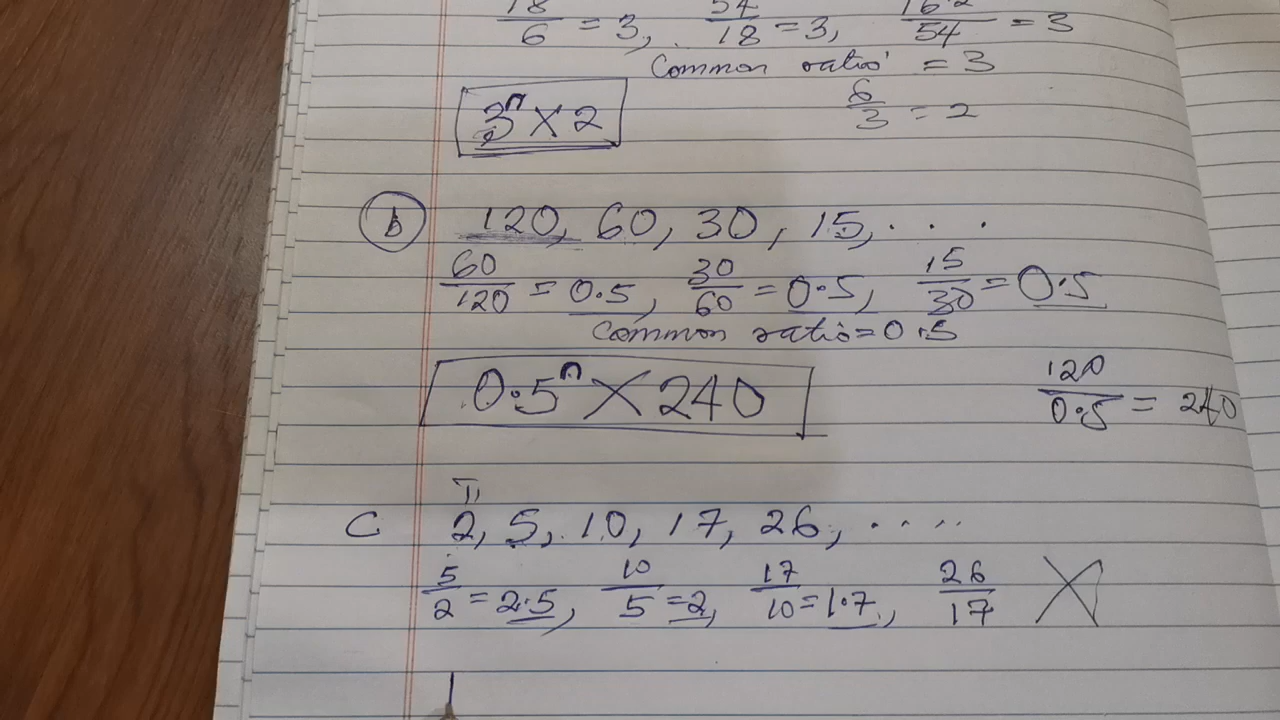 18/6 = 3, 54/18 = 3, 162/54 = 3
Common ratio = 3
6/3 = 2
3ⁿ × 2
b 120, 60, 30, 15, . . .
60/120 = 0.5, 30/60 = 0.5, 15/30 = 0.5
Common ratio = 0.5
0.5ⁿ × 240
120/0.5 = 240
T₁
C 2, 5, 10, 17, 26, . . . . .
5/2 = 2.5, 10/5 = 2, 17/10 = 1.7, 26/17 X